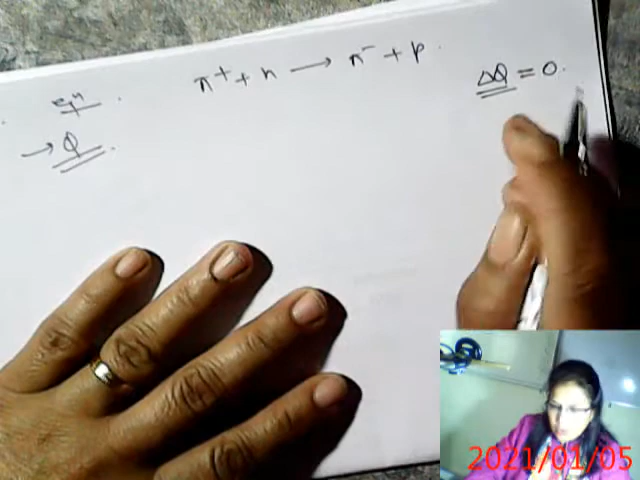 π⁺ + n → π⁻ + p.
ΔQ = 0.
→ Q.
2021/01/05